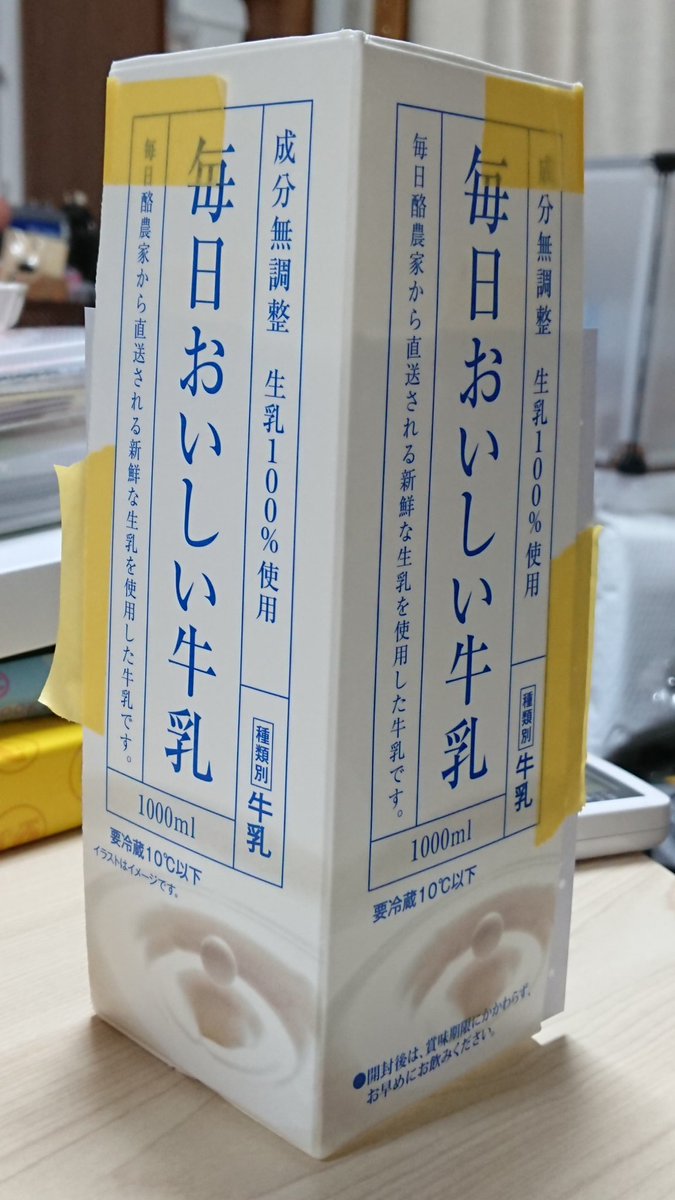 成分無調整　生乳100%使用
毎日おいしい牛乳
毎日酪農家から直送される新鮮な生乳を使用した牛乳です。
種類別
牛乳
1000ml
要冷蔵10℃以下
イラストはイメージです。
成分無調整　生乳100%使用
毎日おいしい牛乳
毎日酪農家から直送される新鮮な生乳を使用した牛乳です。
種類別
牛乳
1000ml
要冷蔵10℃以下
●開封後は、賞味期限にかかわらず、
お早めにお飲みください。